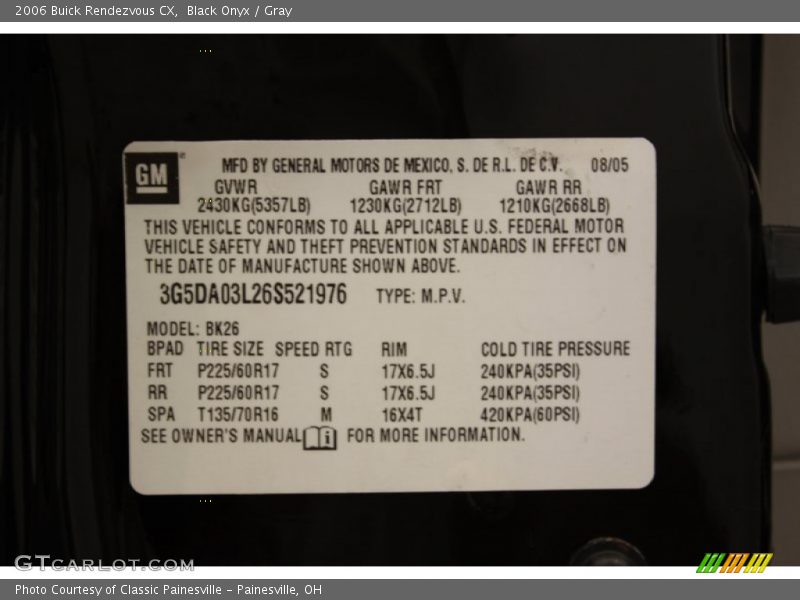 2006 Buick Rendezvous CX, Black Onyx / Gray
GM
MFD BY GENERAL MOTORS DE MEXICO, S. DE R.L. DE C.V. 08/05
GVWR GAWR FRT GAWR RR
2430KG(5357LB) 1230KG(2712LB) 1210KG(2668LB)
THIS VEHICLE CONFORMS TO ALL APPLICABLE U.S. FEDERAL MOTOR
VEHICLE SAFETY AND THEFT PREVENTION STANDARDS IN EFFECT ON
THE DATE OF MANUFACTURE SHOWN ABOVE.
3G5DA03L26S521976 TYPE: M.P.V.
MODEL: BK26
BPAD TIRE SIZE SPEED RTG RIM COLD TIRE PRESSURE
FRT P225/60R17 S 17X6.5J 240KPA(35PSI)
RR P225/60R17 S 17X6.5J 240KPA(35PSI)
SPA T135/70R16 M 16X4T 420KPA(60PSI)
SEE OWNER'S MANUAL i FOR MORE INFORMATION.
GTCARLOT.COM
Photo Courtesy of Classic Painesville – Painesville, OH